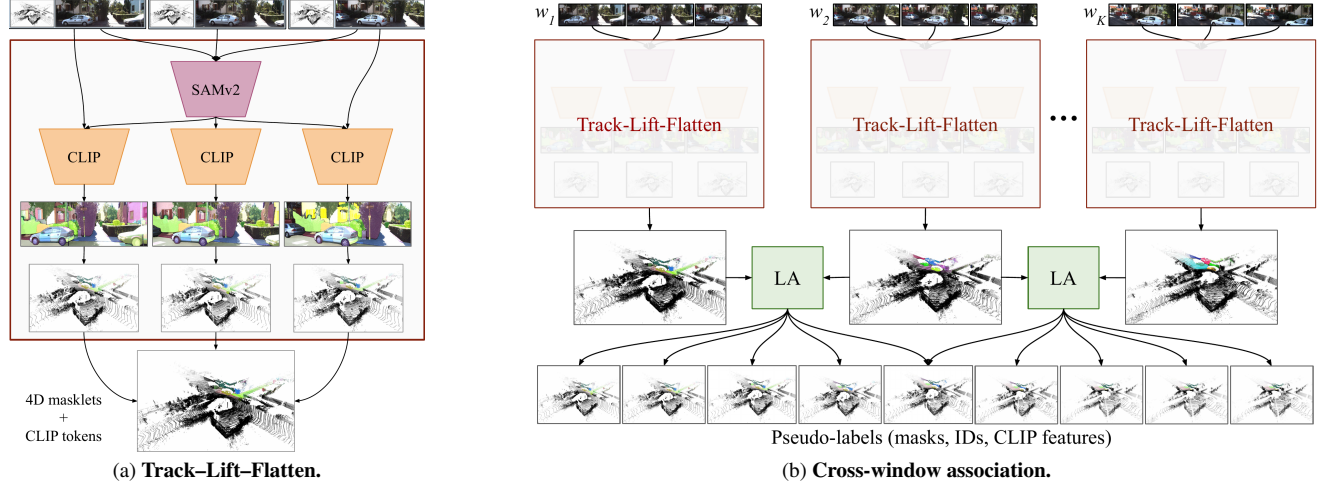 SAMv2
CLIP CLIP CLIP
4D masklets
+
CLIP tokens
(a) Track–Lift–Flatten.
w1 w2 wK
Track-Lift-Flatten Track-Lift-Flatten ••• Track-Lift-Flatten
LA LA
Pseudo-labels (masks, IDs, CLIP features)
(b) Cross-window association.